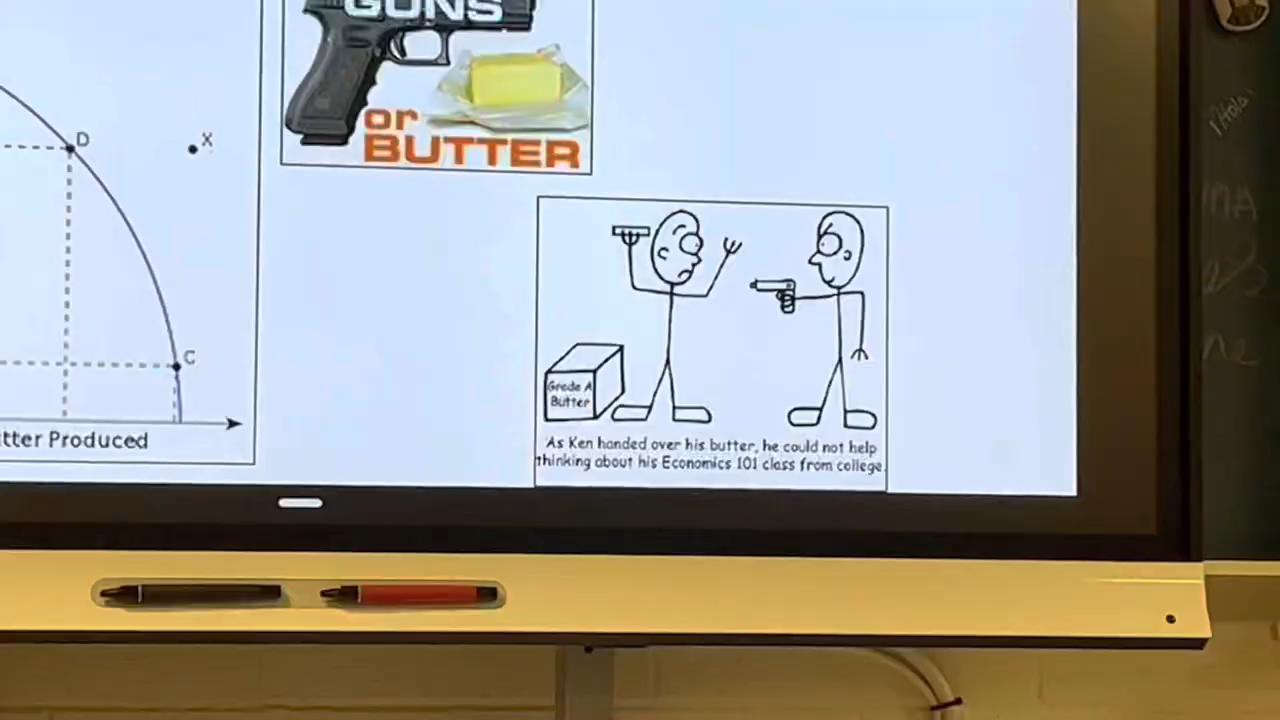 GUNS
or
BUTTER
D
X
C
tter Produced
Grade A
Butter
As Ken handed over his butter, he could not help
thinking about his Economics 101 class from college.